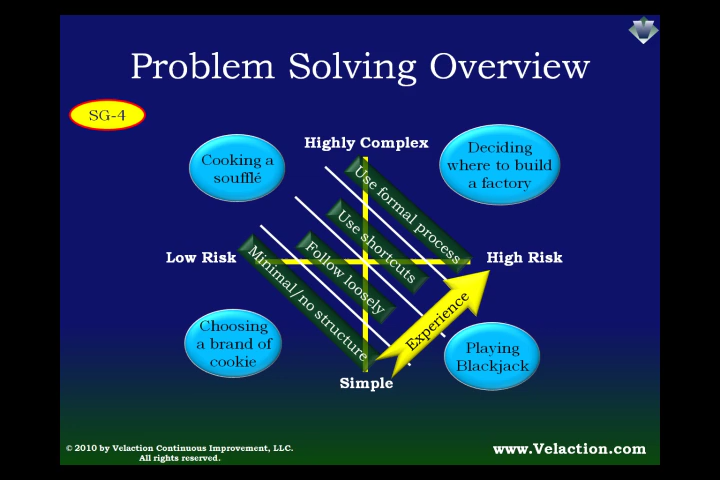 Problem Solving Overview
SG-4
Highly Complex
Cooking a
soufflé
Deciding
where to build
a factory
Use formal process
Use shortcuts
Follow loosely
Minimal/no structure
Low Risk
High Risk
Experience
Choosing
a brand of
cookie
Playing
Blackjack
Simple
© 2010 by Velaction Continuous Improvement, LLC.
All rights reserved.
www.Velaction.com